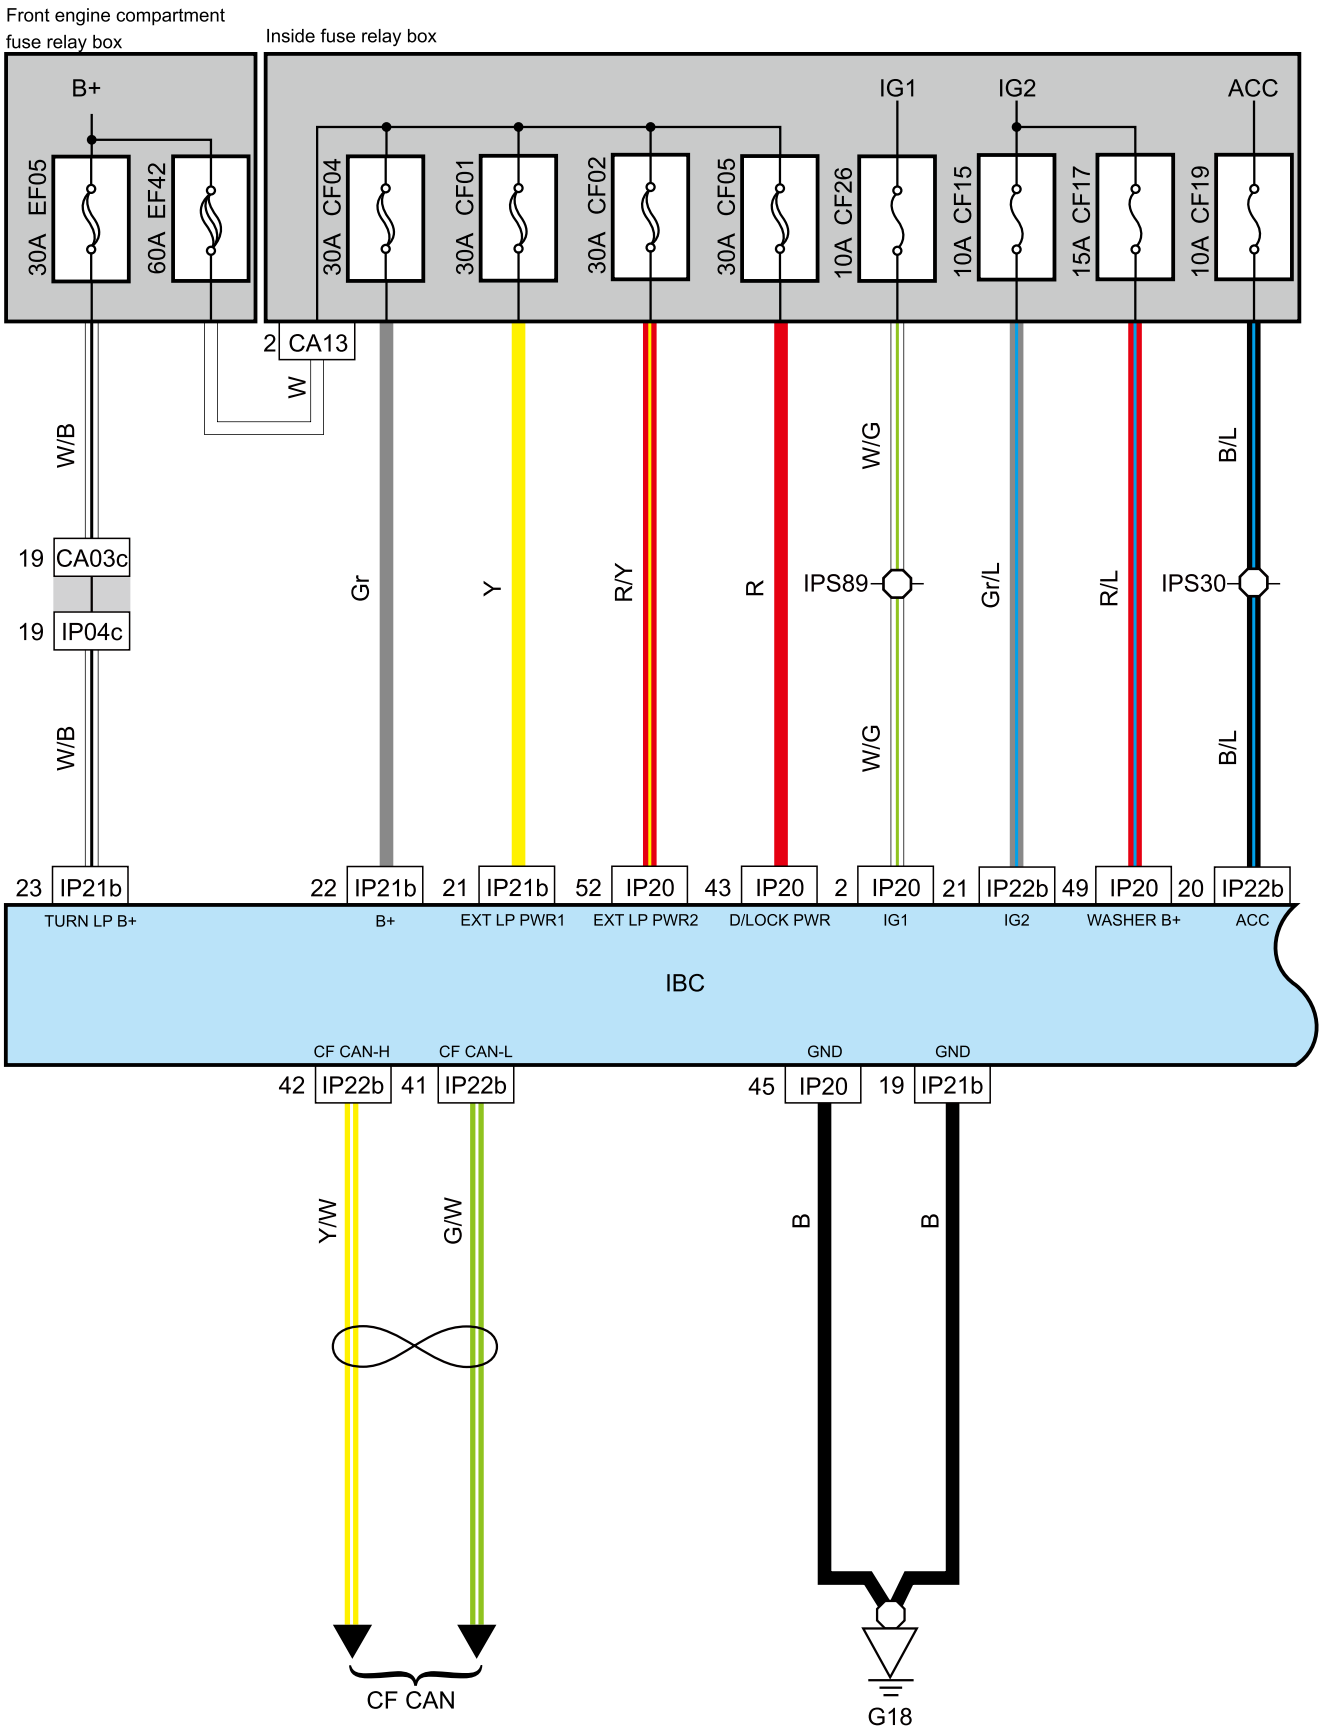 Front engine compartment
fuse relay box
Inside fuse relay box
B+
IG1
IG2
ACC
30A EF05
60A EF42
30A CF04
30A CF01
30A CF02
30A CF05
10A CF26
10A CF15
15A CF17
10A CF19
2 CA13
W
W/B
W/G
B/L
19 CA03c
19 IP04c
Gr
Y
R/Y
R
IPS89
Gr/L
R/L
IPS30
W/B
W/G
B/L
23 IP21b
22 IP21b
21 IP21b
52 IP20
43 IP20
2 IP20
21 IP22b
49 IP20
20 IP22b
TURN LP B+
B+
EXT LP PWR1
EXT LP PWR2
D/LOCK PWR
IG1
IG2
WASHER B+
ACC
IBC
CF CAN-H
CF CAN-L
GND
GND
42 IP22b
41 IP22b
45 IP20
19 IP21b
Y/W
G/W
B
B
CF CAN
G18